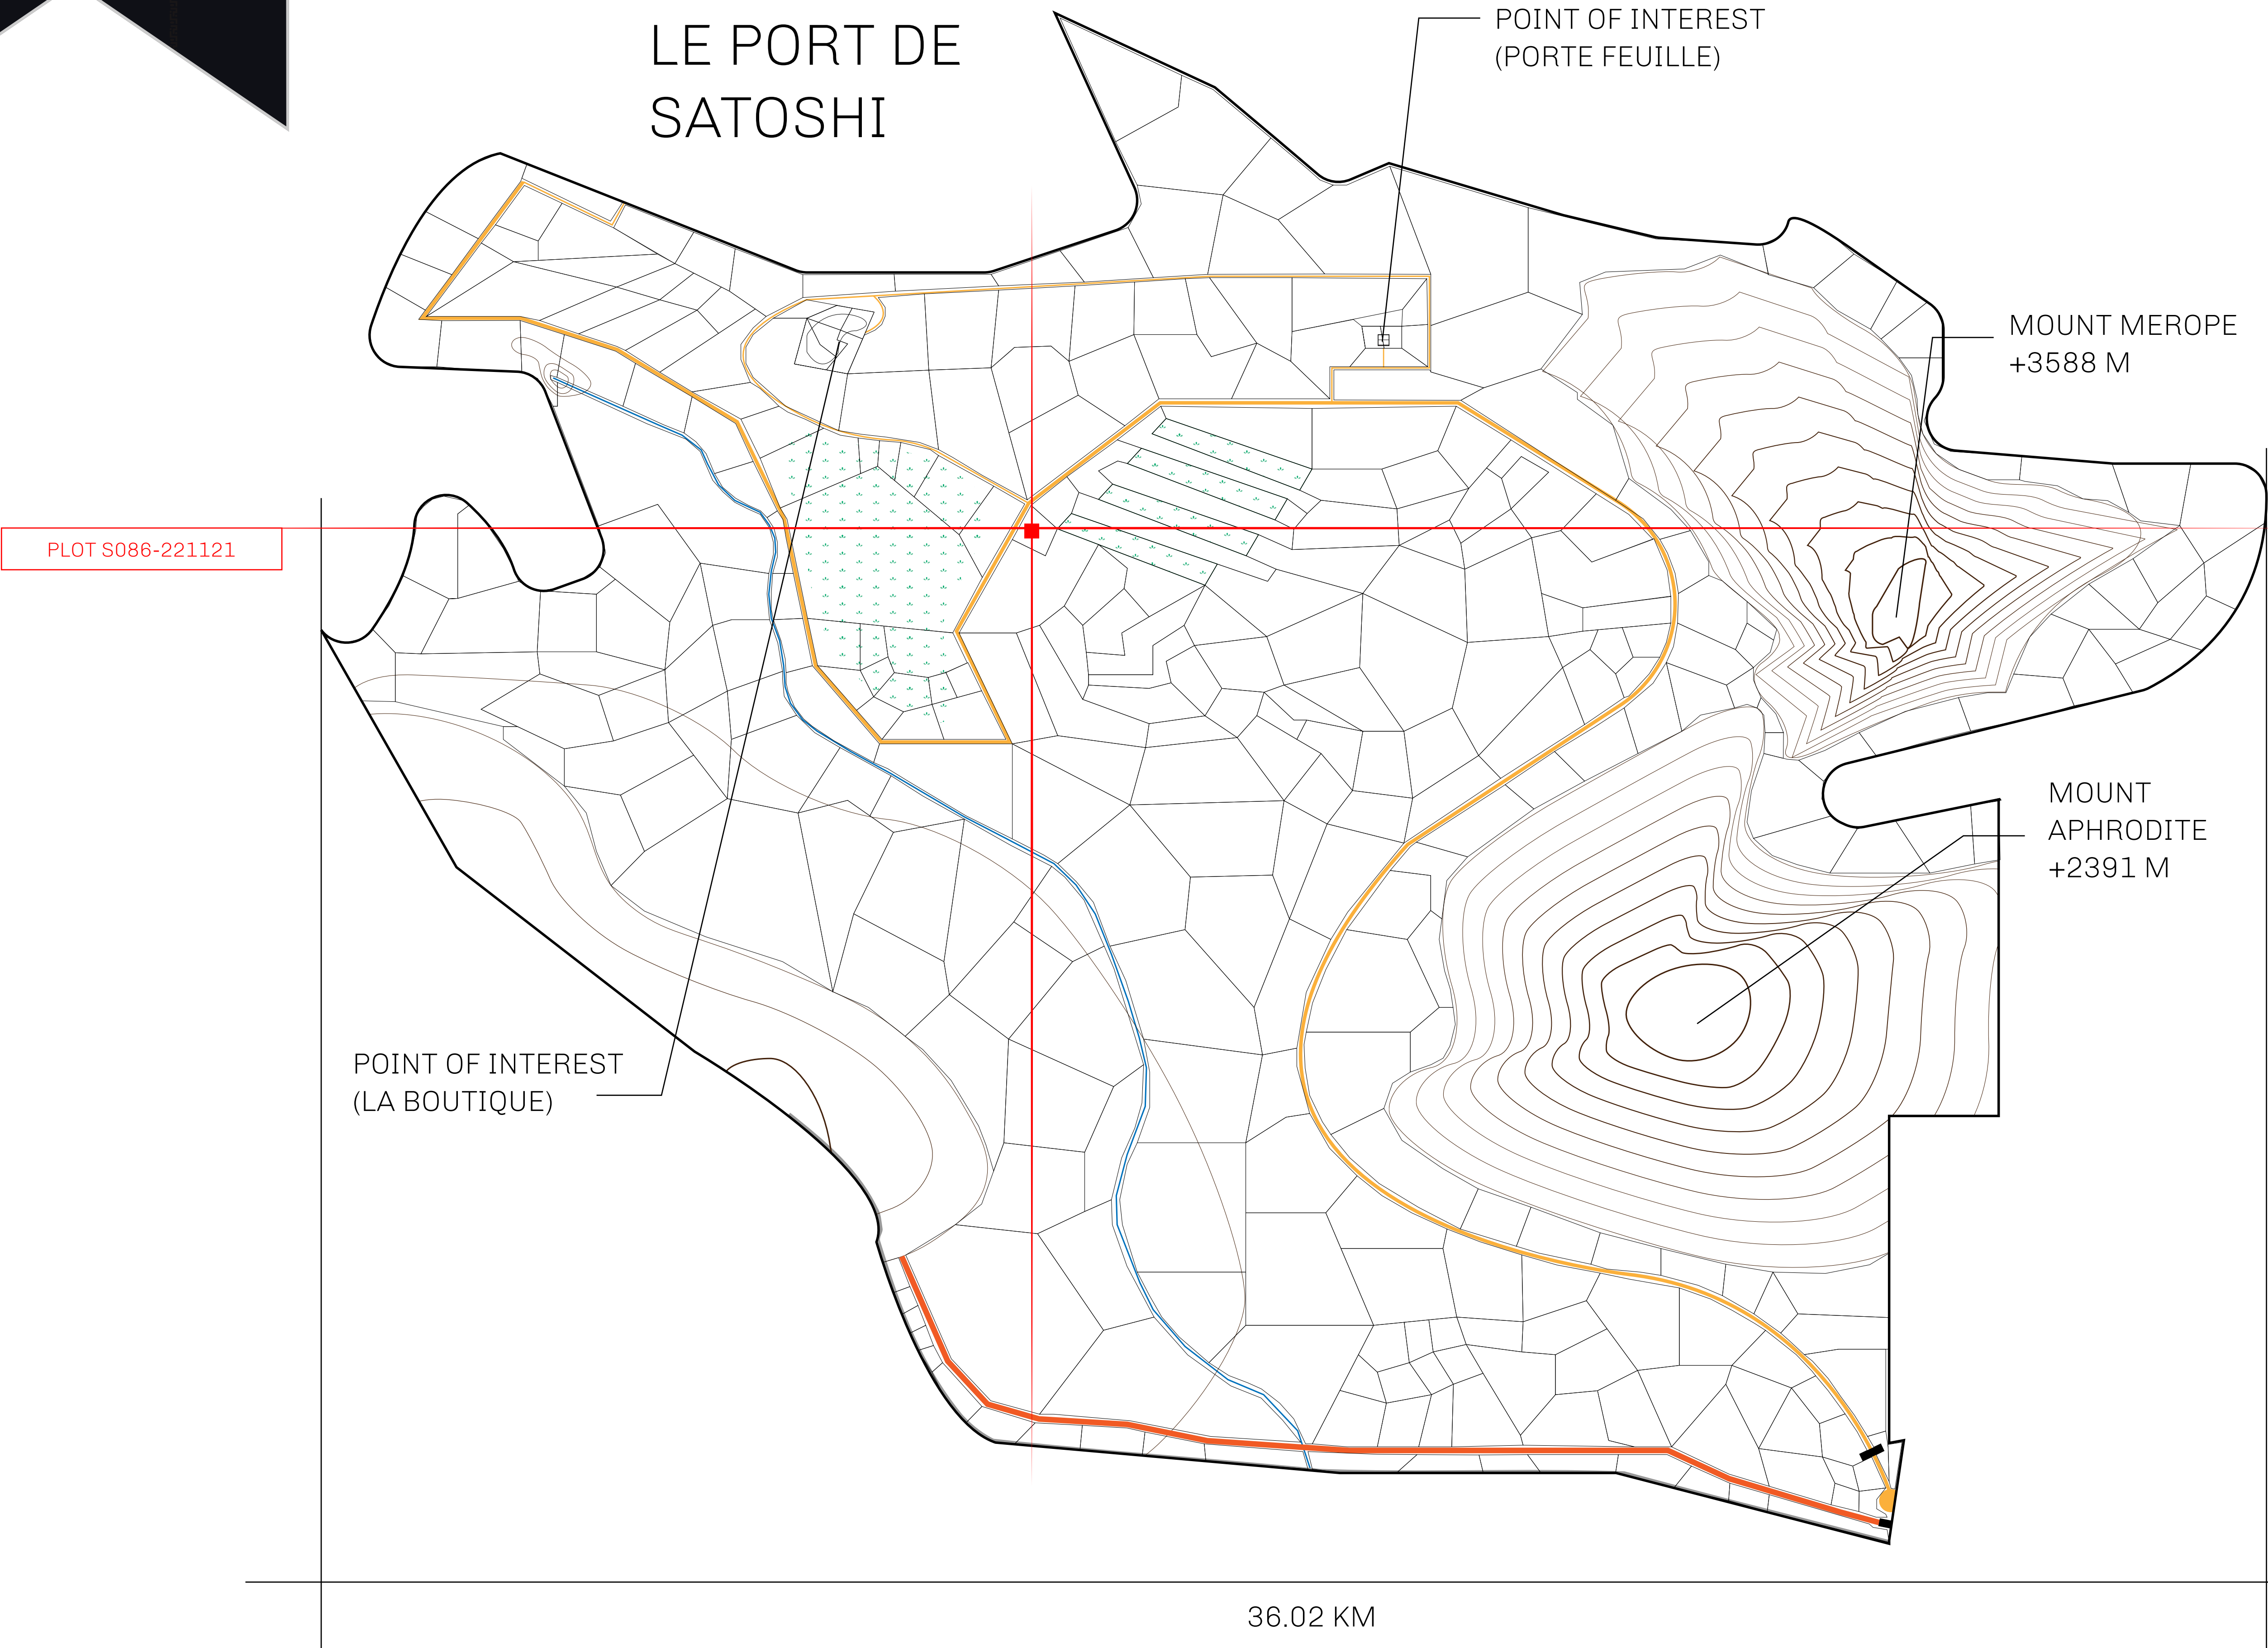 LE PORT DE
SATOSHI
POINT OF INTEREST
(PORTE FEUILLE)
MOUNT MEROPE
+3588 M
PLOT S086-221121
MOUNT
APHRODITE
+2391 M
POINT OF INTEREST
(LA BOUTIQUE)
36.02 KM